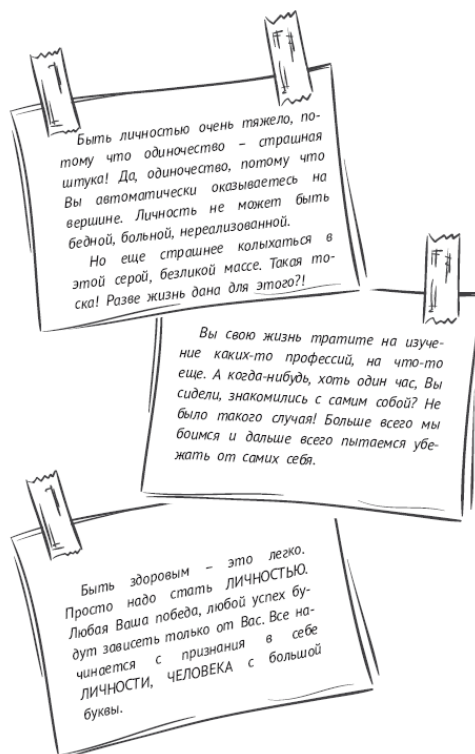 Быть личностью очень тяжело, по-
тому что одиночество – страшная
штука! Да, одиночество, потому что
Вы автоматически оказываетесь на
вершине. Личность не может быть
бедной, больной, нереализованной.
Но еще страшнее колыхаться в
этой серой, безликой массе. Такая то-
ска! Разве жизнь дана для этого?!
Вы свою жизнь тратите на изуче-
ние каких-то профессий, на что-то
еще. А когда-нибудь, хоть один час, Вы
сидели, знакомились с самим собой? Не
было такого случая! Больше всего мы
боимся и дальше всего пытаемся убе-
жать от самих себя.
Быть здоровым – это легко.
Просто надо стать ЛИЧНОСТЬЮ.
Любая Ваша победа, любой успех бу-
дут зависеть только от Вас. Все на-
чинается с признания в себе
ЛИЧНОСТИ, ЧЕЛОВЕКА с большой
буквы.